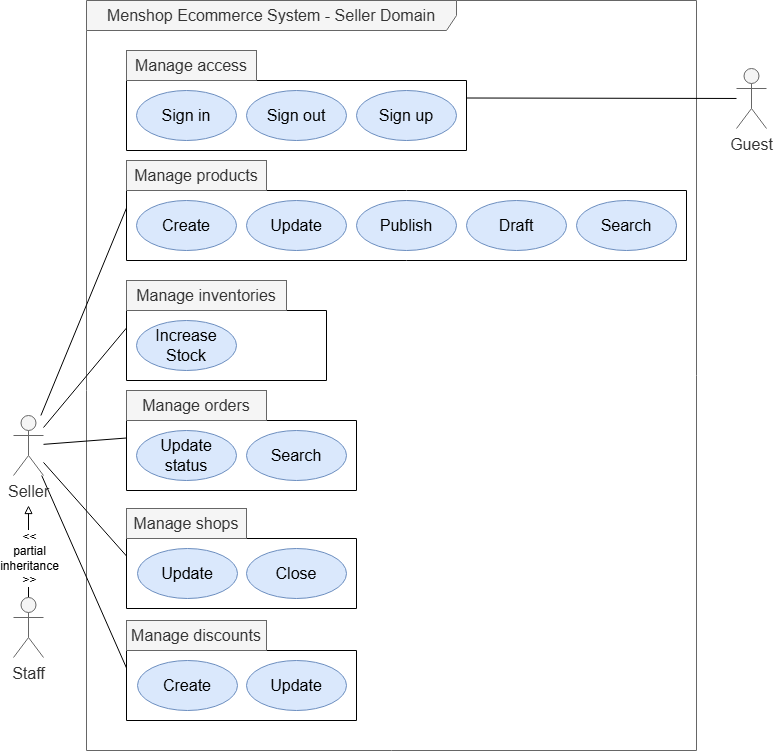 Menshop Ecommerce System - Seller Domain
Manage access
Sign in
Sign out
Sign up
Guest
Manage products
Create
Update
Publish
Draft
Search
Manage inventories
Increase
Stock
Manage orders
Update
status
Search
Seller
<<
partial
inheritance
>>
Staff
Manage shops
Update
Close
Manage discounts
Create
Update